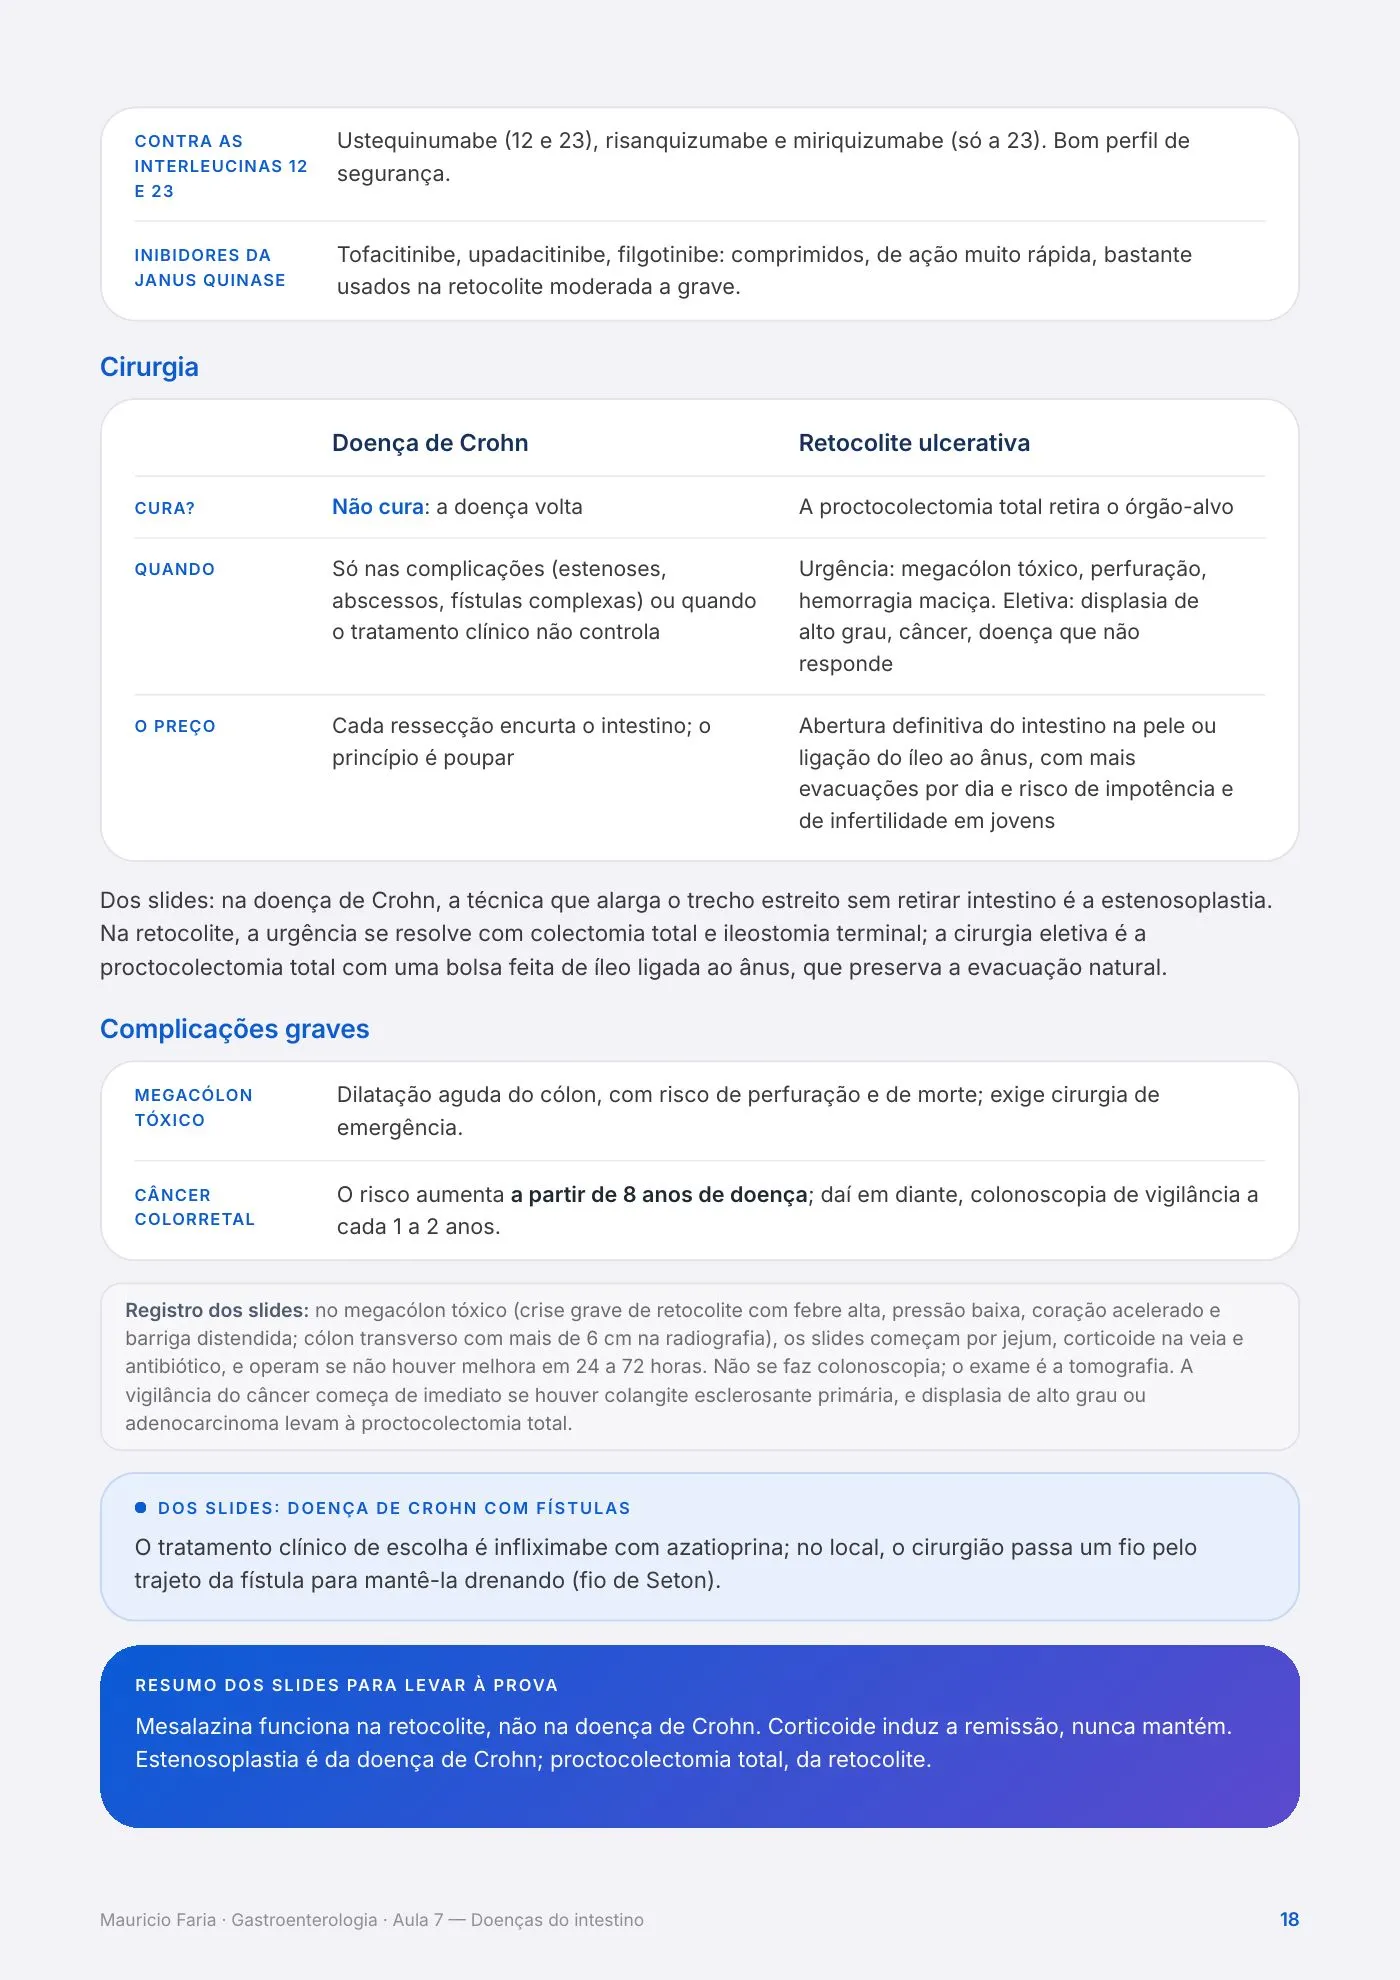 CONTRA AS
INTERLEUCINAS 12
E 23
Ustequinumabe (12 e 23), risanquizumabe e miriquizumabe (só a 23). Bom perfil de
segurança.
INIBIDORES DA
JANUS QUINASE
Tofacitinibe, upadacitinibe, filgotinibe: comprimidos, de ação muito rápida, bastante
usados na retocolite moderada a grave.
Cirurgia
Doença de Crohn
Retocolite ulcerativa
CURA?
Não cura: a doença volta
A proctocolectomia total retira o órgão-alvo
QUANDO
Só nas complicações (estenoses,
abscessos, fístulas complexas) ou quando
o tratamento clínico não controla
Urgência: megacólon tóxico, perfuração,
hemorragia maciça. Eletiva: displasia de
alto grau, câncer, doença que não
responde
O PREÇO
Cada ressecção encurta o intestino; o
princípio é poupar
Abertura definitiva do intestino na pele ou
ligação do íleo ao ânus, com mais
evacuações por dia e risco de impotência e
de infertilidade em jovens
Dos slides: na doença de Crohn, a técnica que alarga o trecho estreito sem retirar intestino é a estenosoplastia.
Na retocolite, a urgência se resolve com colectomia total e ileostomia terminal; a cirurgia eletiva é a
proctocolectomia total com uma bolsa feita de íleo ligada ao ânus, que preserva a evacuação natural.
Complicações graves
MEGACÓLON
TÓXICO
Dilatação aguda do cólon, com risco de perfuração e de morte; exige cirurgia de
emergência.
CÂNCER
COLORRETAL
O risco aumenta a partir de 8 anos de doença; daí em diante, colonoscopia de vigilância a
cada 1 a 2 anos.
Registro dos slides: no megacólon tóxico (crise grave de retocolite com febre alta, pressão baixa, coração acelerado e
barriga distendida; cólon transverso com mais de 6 cm na radiografia), os slides começam por jejum, corticoide na veia e
antibiótico, e operam se não houver melhora em 24 a 72 horas. Não se faz colonoscopia; o exame é a tomografia. A
vigilância do câncer começa de imediato se houver colangite esclerosante primária, e displasia de alto grau ou
adenocarcinoma levam à proctocolectomia total.
DOS SLIDES: DOENÇA DE CROHN COM FÍSTULAS
O tratamento clínico de escolha é infliximabe com azatioprina; no local, o cirurgião passa um fio pelo
trajeto da fístula para mantê-la drenando (fio de Seton).
RESUMO DOS SLIDES PARA LEVAR À PROVA
Mesalazina funciona na retocolite, não na doença de Crohn. Corticoide induz a remissão, nunca mantém.
Estenosoplastia é da doença de Crohn; proctocolectomia total, da retocolite.
Mauricio Faria · Gastroenterologia · Aula 7 — Doenças do intestino
18